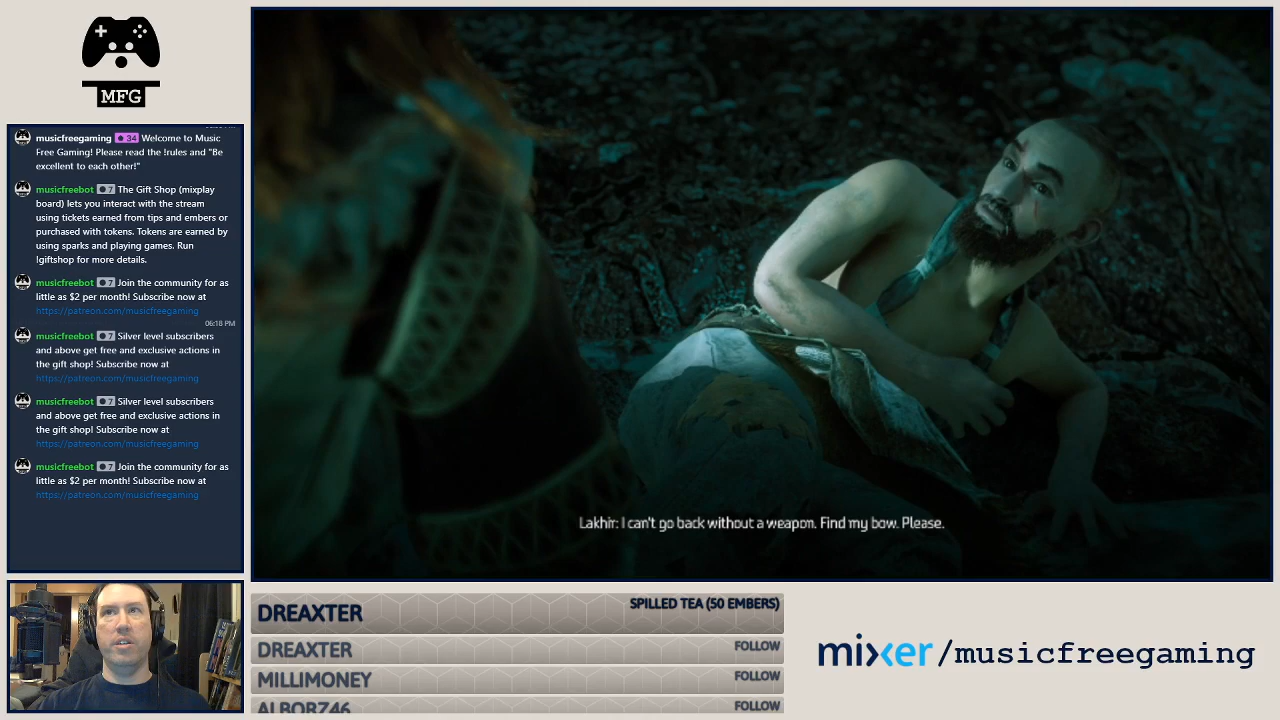 MFG
musicfreegaming 34 Welcome to Music
Free Gaming! Please read the !rules and "Be
excellent to each other!"
musicfreebot 7 The Gift Shop (mixplay
board) lets you interact with the stream
using tickets earned from tips and embers or
purchased with tokens. Tokens are earned by
using sparks and playing games. Run
!giftshop for more details.
musicfreebot 7 Join the community for as
little as $2 per month! Subscribe now at
https://patreon.com/musicfreegaming
06:18 PM
musicfreebot 7 Silver level subscribers
and above get free and exclusive actions in
the gift shop! Subscribe now at
https://patreon.com/musicfreegaming
musicfreebot 7 Silver level subscribers
and above get free and exclusive actions in
the gift shop! Subscribe now at
https://patreon.com/musicfreegaming
musicfreebot 7 Join the community for as
little as $2 per month! Subscribe now at
https://patreon.com/musicfreegaming
Lakhir: I can't go back without a weapon. Find my bow. Please.
DREAXTER SPILLED TEA (50 EMBERS)
DREAXTER FOLLOW
MILLIMONEY FOLLOW
ALBORZ46 FOLLOW
mixer/musicfreegaming